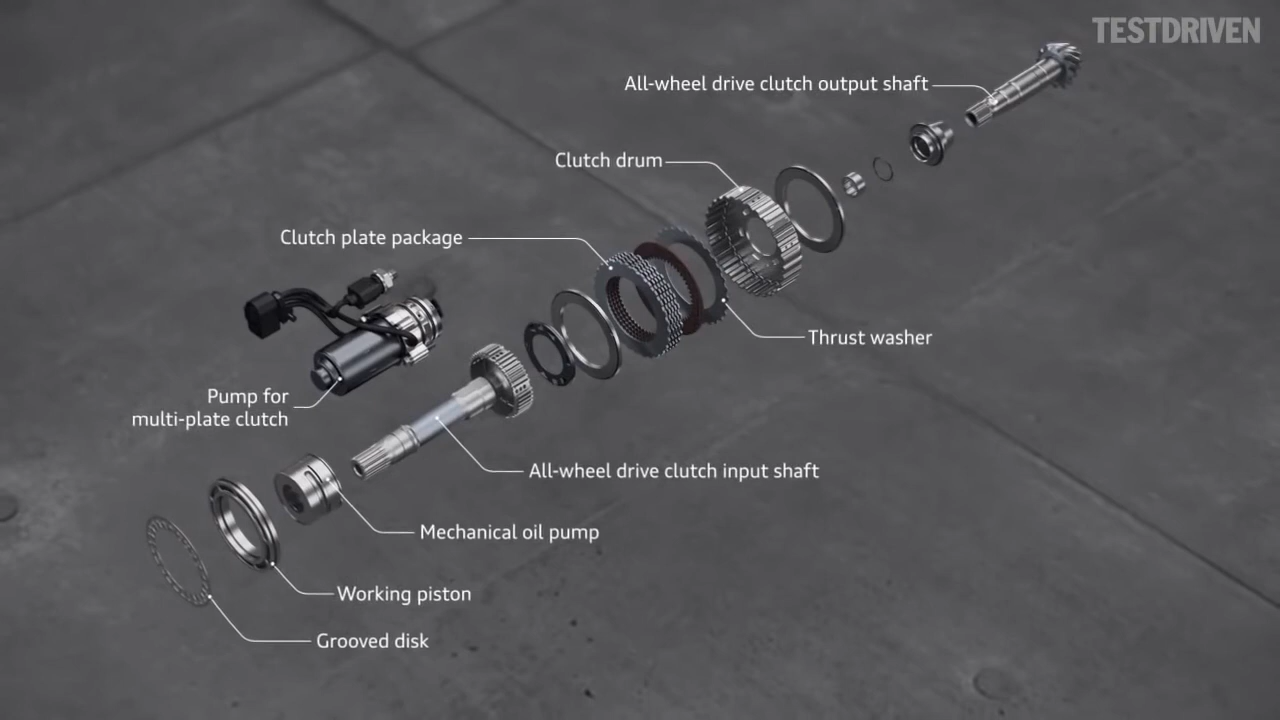 TESTDRIVEN
All-wheel drive clutch output shaft
Clutch drum
Clutch plate package
Thrust washer
Pump for
multi-plate clutch
All-wheel drive clutch input shaft
Mechanical oil pump
Working piston
Grooved disk